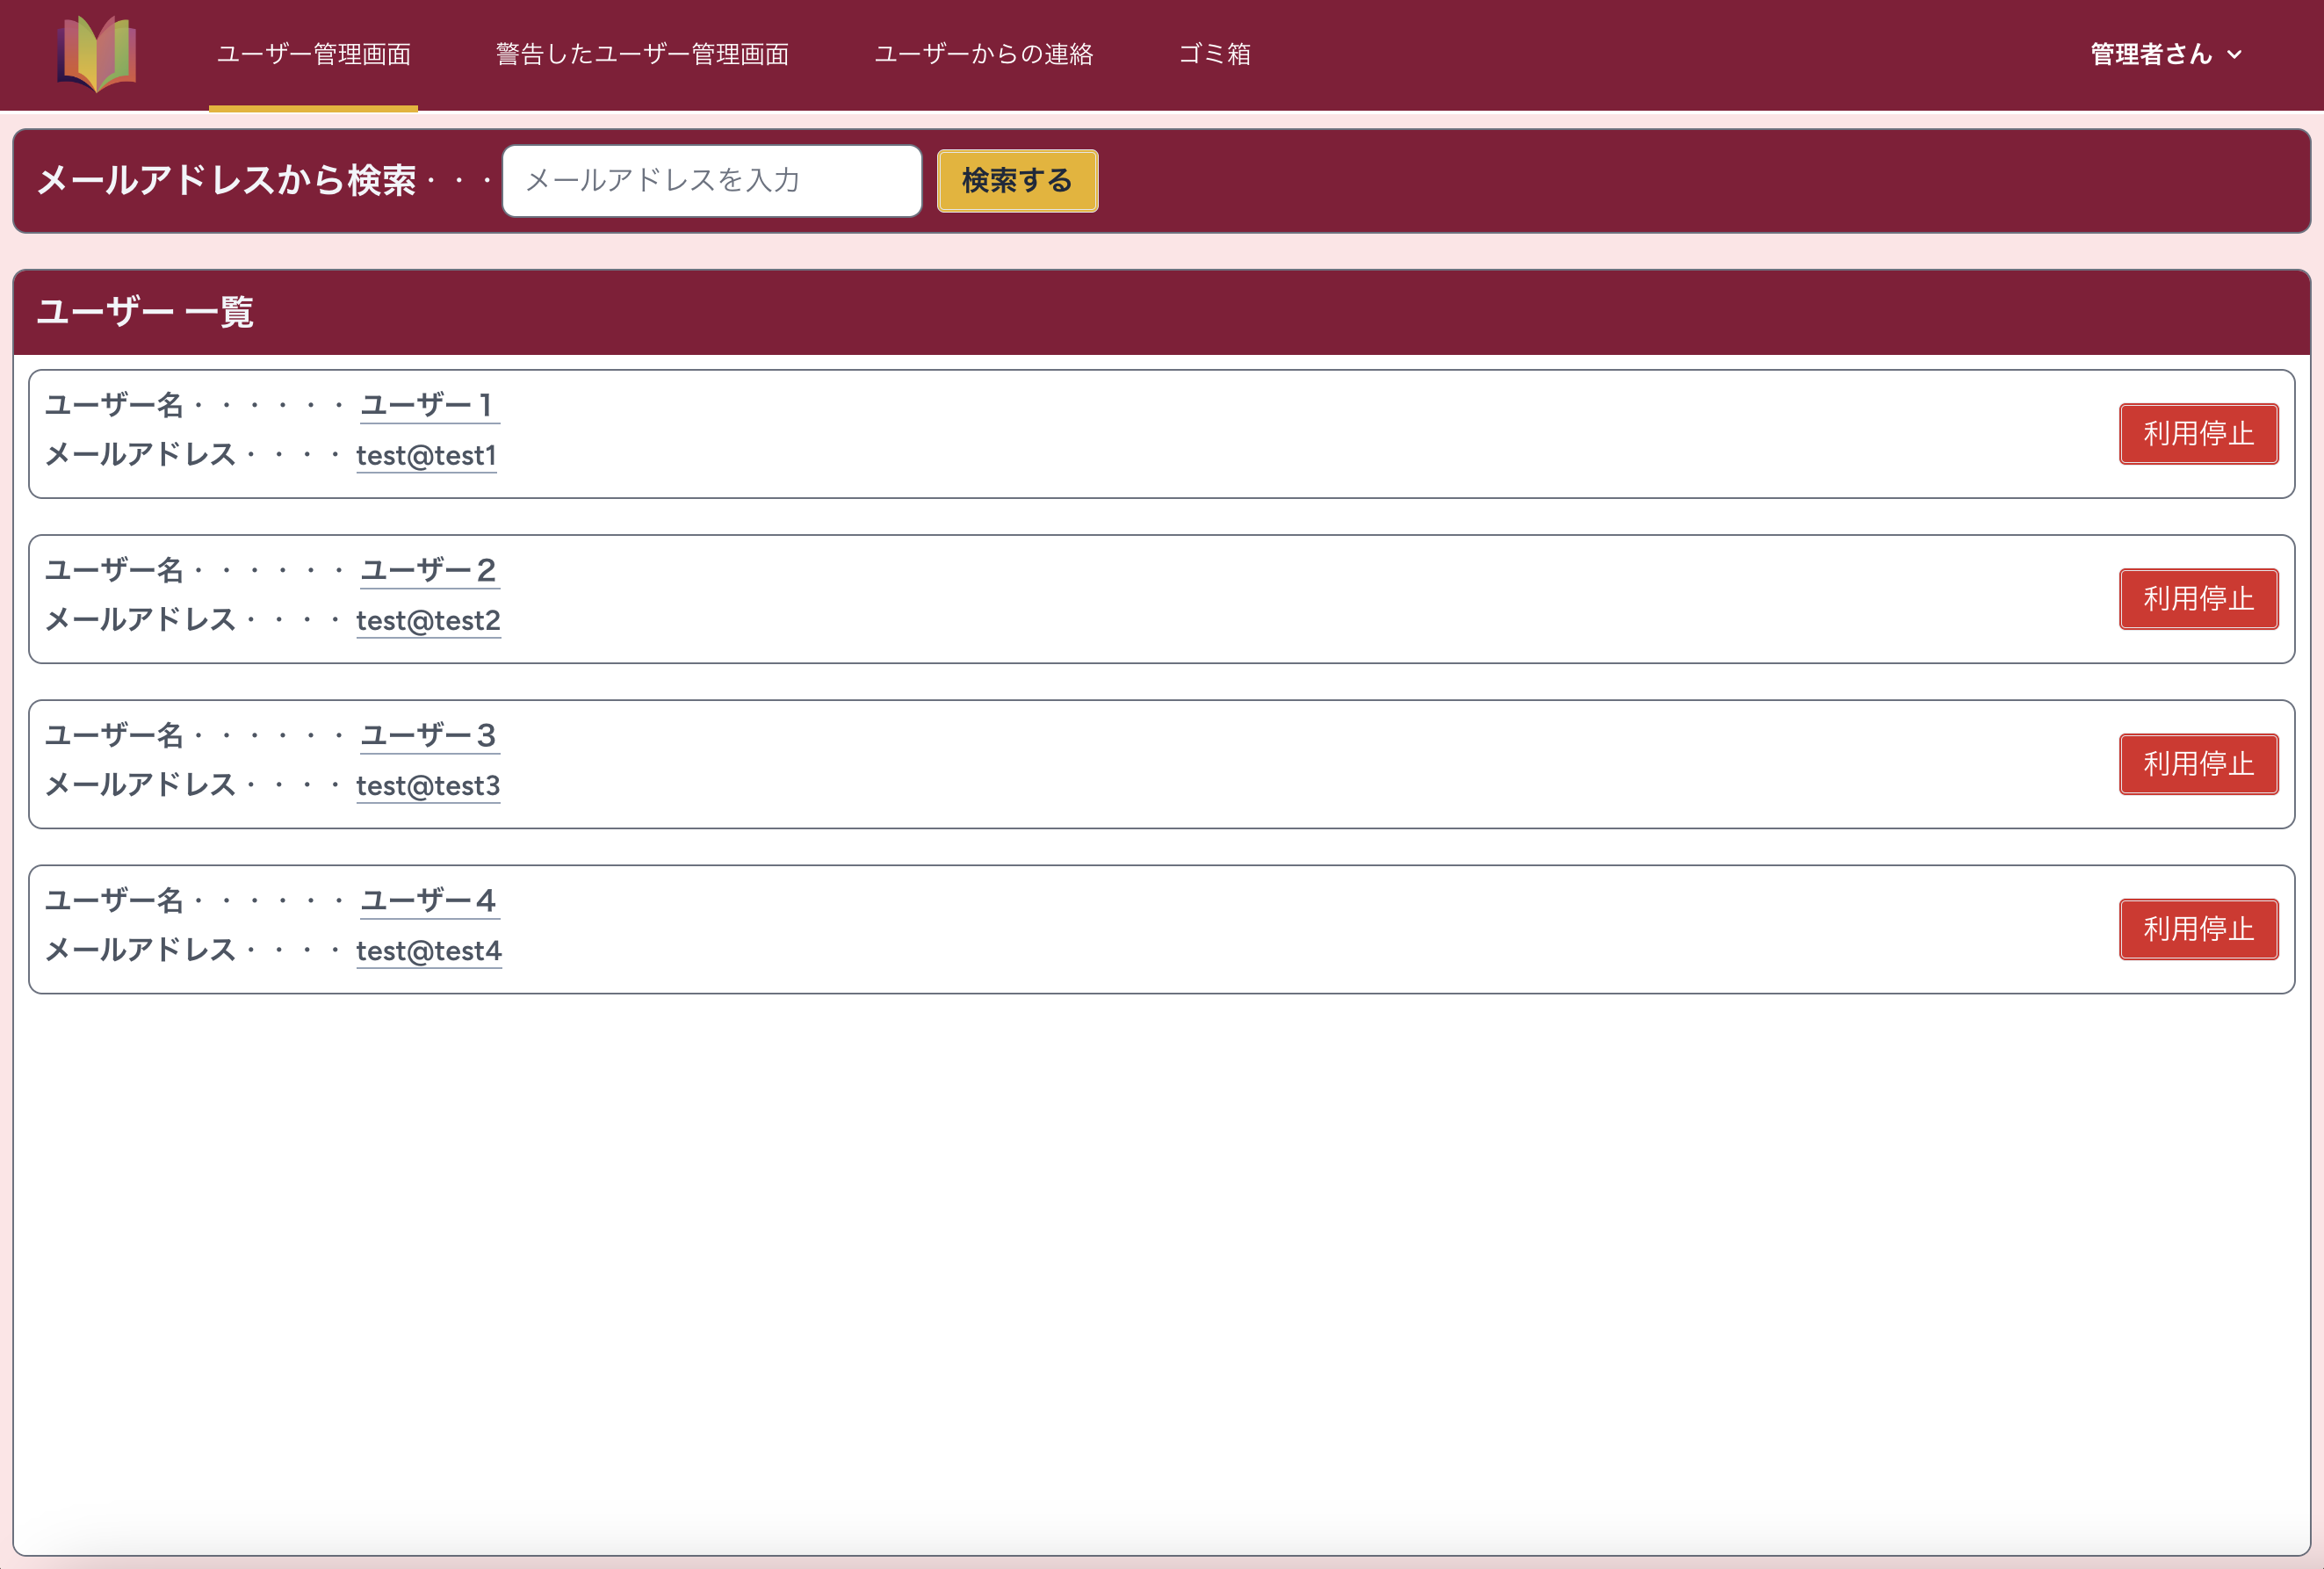 ユーザー管理画面 警告したユーザー管理画面 ユーザーからの連絡 ゴミ箱 管理者さん
メールアドレスから検索・・・ メールアドレスを入力 検索する
ユーザー 一覧
ユーザー名・・・・・・ ユーザー1
メールアドレス・・・・ test@test1
利用停止
ユーザー名・・・・・・ ユーザー2
メールアドレス・・・・ test@test2
利用停止
ユーザー名・・・・・・ ユーザー3
メールアドレス・・・・ test@test3
利用停止
ユーザー名・・・・・・ ユーザー4
メールアドレス・・・・ test@test4
利用停止